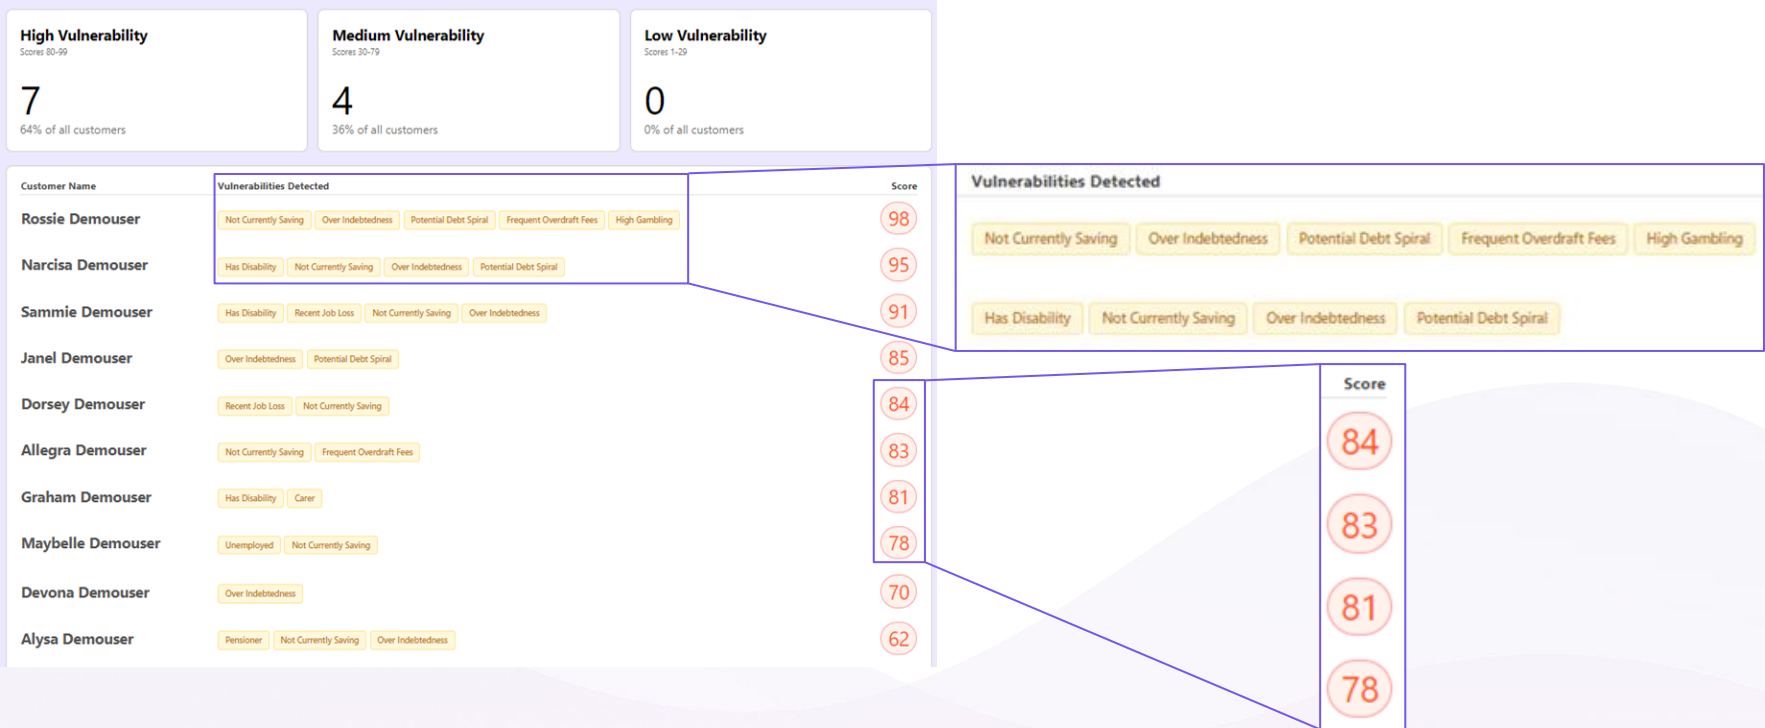 High Vulnerability
Scores 80-99
7
64% of all customers
Medium Vulnerability
Scores 30-79
4
36% of all customers
Low Vulnerability
Scores 1-29
0
0% of all customers
Customer Name Vulnerabilities Detected Score
Rossie Demouser Not Currently Saving Over Indebtedness Potential Debt Spiral Frequent Overdraft Fees High Gambling 98
Narcisa Demouser Has Disability Not Currently Saving Over Indebtedness Potential Debt Spiral 95
Sammie Demouser Has Disability Recent Job Loss Not Currently Saving Over Indebtedness 91
Janel Demouser Over Indebtedness Potential Debt Spiral 85
Dorsey Demouser Recent Job Loss Not Currently Saving 84
Allegra Demouser Not Currently Saving Frequent Overdraft Fees 83
Graham Demouser Has Disability Carer 81
Maybelle Demouser Unemployed Not Currently Saving 78
Devona Demouser Over Indebtedness 70
Alysa Demouser Pensioner Not Currently Saving Over Indebtedness 62
Vulnerabilities Detected
Not Currently Saving Over Indebtedness Potential Debt Spiral Frequent Overdraft Fees High Gambling
Has Disability Not Currently Saving Over Indebtedness Potential Debt Spiral
Score
84
83
81
78